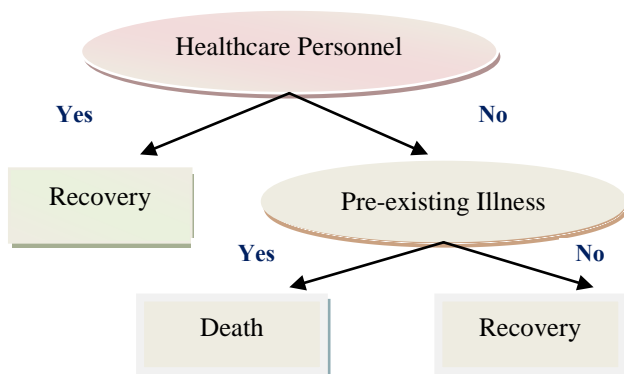 Healthcare Personnel
Yes
No
Recovery
Pre-existing Illness
Yes
No
Death
Recovery